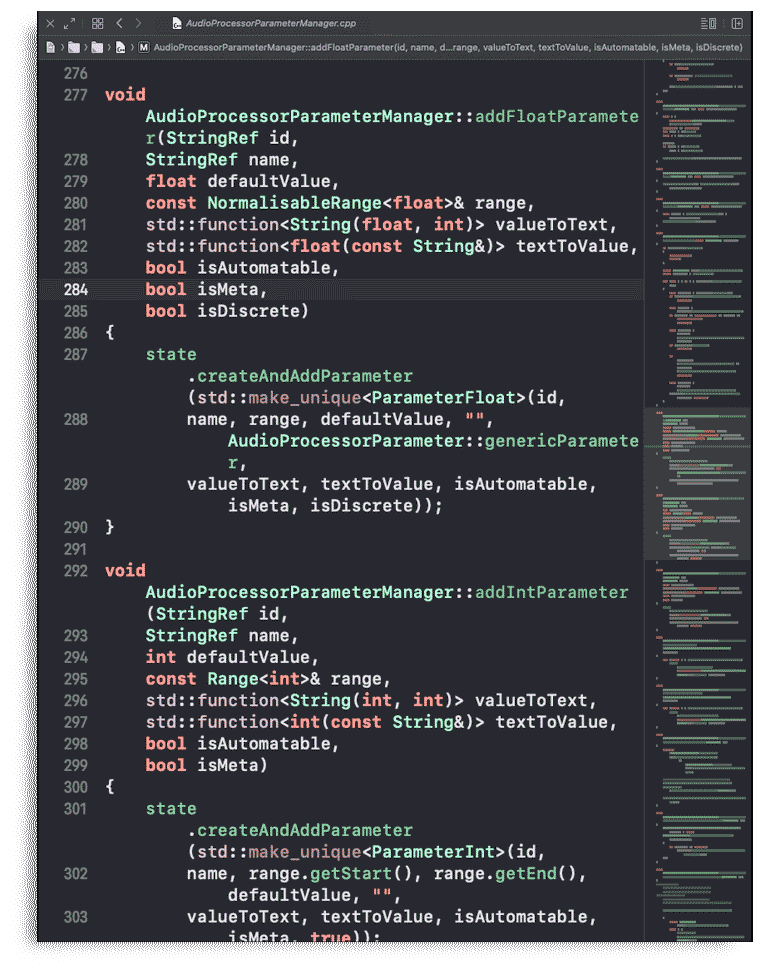 AudioProcessorParameterManager.cpp
M AudioProcessorParameterManager::addFloatParameter(id, name, d...range, valueToText, textToValue, isAutomatable, isMeta, isDiscrete)
276
277 void
AudioProcessorParameterManager::addFloatParamete
r(StringRef id,
278 StringRef name,
279 float defaultValue,
280 const NormalisableRange<float>& range,
281 std::function<String(float, int)> valueToText,
282 std::function<float(const String&)> textToValue,
283 bool isAutomatable,
284 bool isMeta,
285 bool isDiscrete)
286 {
287 state
.createAndAddParameter
(std::make_unique<ParameterFloat>(id,
288 name, range, defaultValue, "",
AudioProcessorParameter::genericParamete
r,
289 valueToText, textToValue, isAutomatable,
isMeta, isDiscrete));
290 }
291
292 void
AudioProcessorParameterManager::addIntParameter
(StringRef id,
293 StringRef name,
294 int defaultValue,
295 const Range<int>& range,
296 std::function<String(int, int)> valueToText,
297 std::function<int(const String&)> textToValue,
298 bool isAutomatable,
299 bool isMeta)
300 {
301 state
.createAndAddParameter
(std::make_unique<ParameterInt>(id,
302 name, range.getStart(), range.getEnd(),
defaultValue, "",
303 valueToText, textToValue, isAutomatable,
isMeta, true));